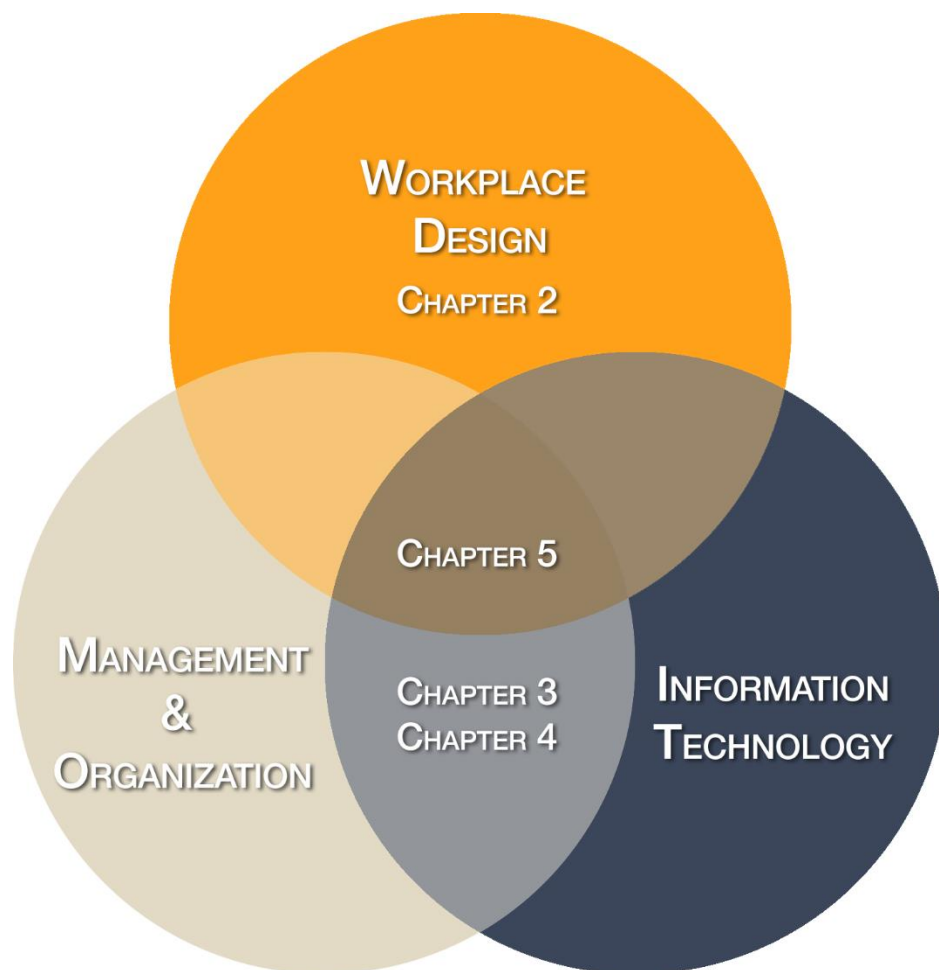 Workplace
Design
Chapter 2
Chapter 5
Management
&
Organization
Chapter 3
Chapter 4
Information
Technology